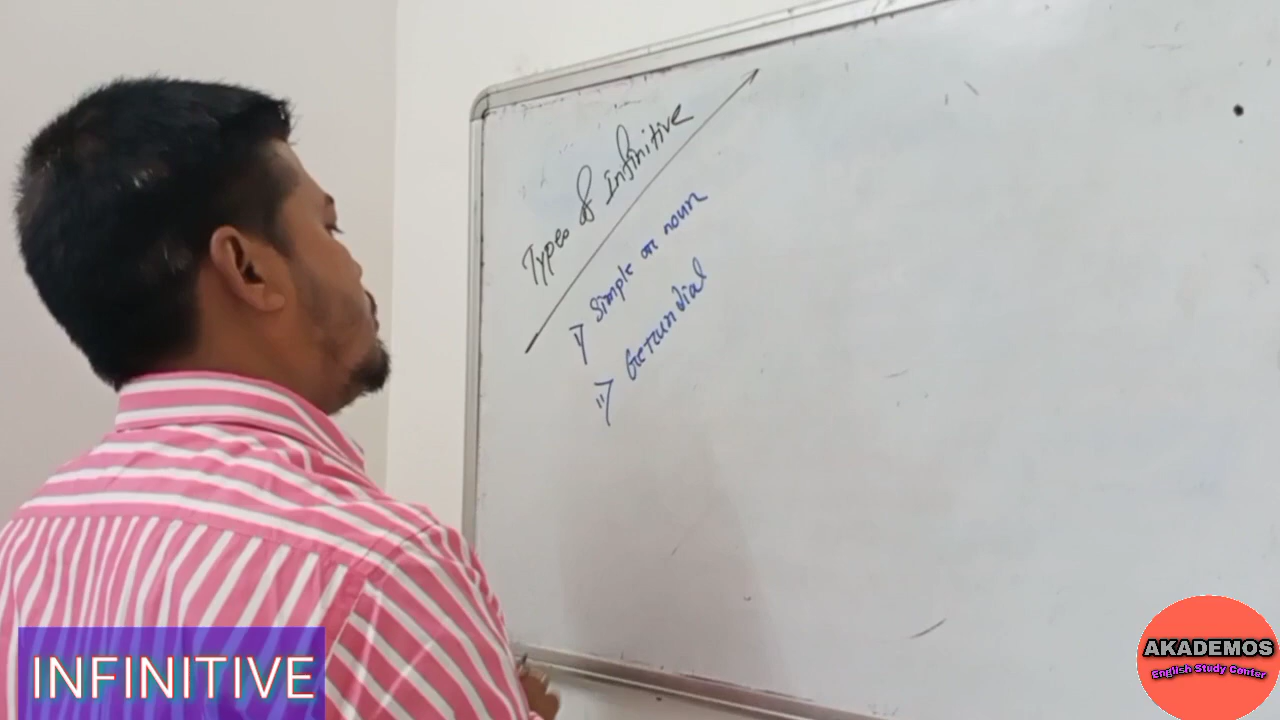 Types of Infinitive
i) Simple or noun
ii) Gerundial
INFINITIVE
AKADEMOS
English Study Center